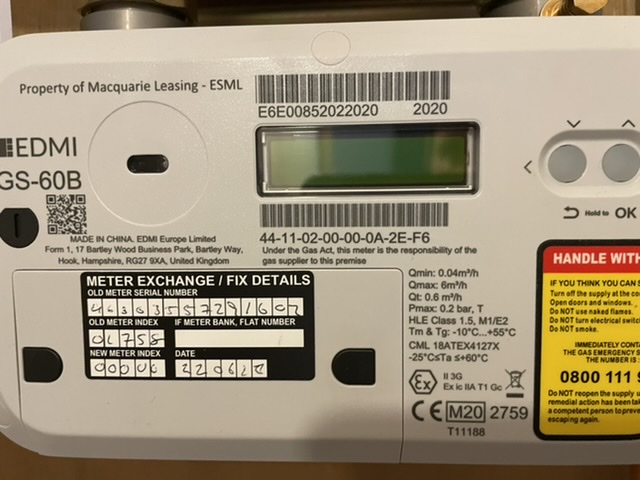 Property of Macquarie Leasing - ESML
E6E00852022020 2020
EDMI
GS-60B
MADE IN CHINA. EDMI Europe Limited
Form 1, 17 Bartley Wood Business Park, Bartley Way,
Hook, Hampshire, RG27 9XA, United Kingdom
44-11-02-00-00-0A-2E-F6
Under the Gas Act, this meter is the responsibility of the
gas supplier to this premise
Hold to OK
METER EXCHANGE / FIX DETAILS
OLD METER SERIAL NUMBER
OLD METER INDEX IF METER BANK, FLAT NUMBER
NEW METER INDEX DATE
Qmin: 0.04m³/h
Qmax: 6m³/h
Qt: 0.6 m³/h
Pmax: 0.2 bar, T
HLE Class 1.5, M1/E2
Tm & Tg: -10°C...+55°C
CML 18ATEX4127X
-25°C≤Ta ≤+60°C
II 3G
Ex ic IIA T1 Gc
CE M20 2759
T11188
HANDLE WITH
IF YOU THINK YOU CAN S
Turn off the supply at the co
Open doors and windows.
Do NOT use naked flames.
Do NOT turn electrical switc
Do NOT smoke.
IMMEDIATELY CONTA
THE GAS EMERGENCY S
THE NUMBER IS
0800 111 9
Do NOT reopen the supply u
remedial action has been tak
a competent person to preve
escaping again.